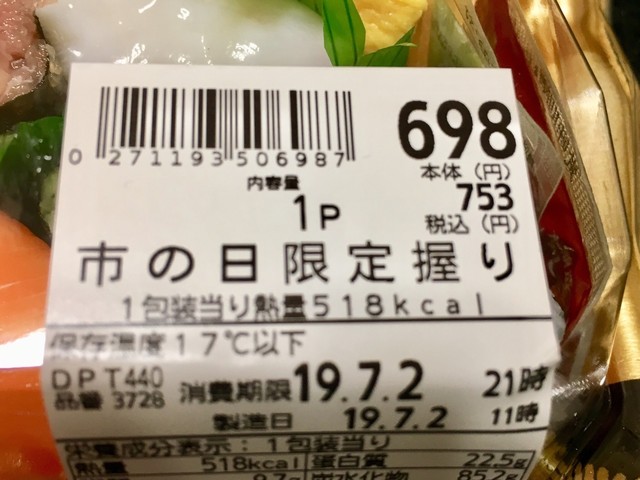 698
本体（円）
0 271193 506987
内容量
753
1P
税込（円）
市の日限定握り
1包装当り熱量518kcal
保存温度17℃以下
DPT440
消費期限 19.7.2 21時
品番 3728
製造日 19.7.2 11時
栄養成分表示：1包装当り
熱量 518kcal 蛋白質 22.5g
炭水化物 85.2g